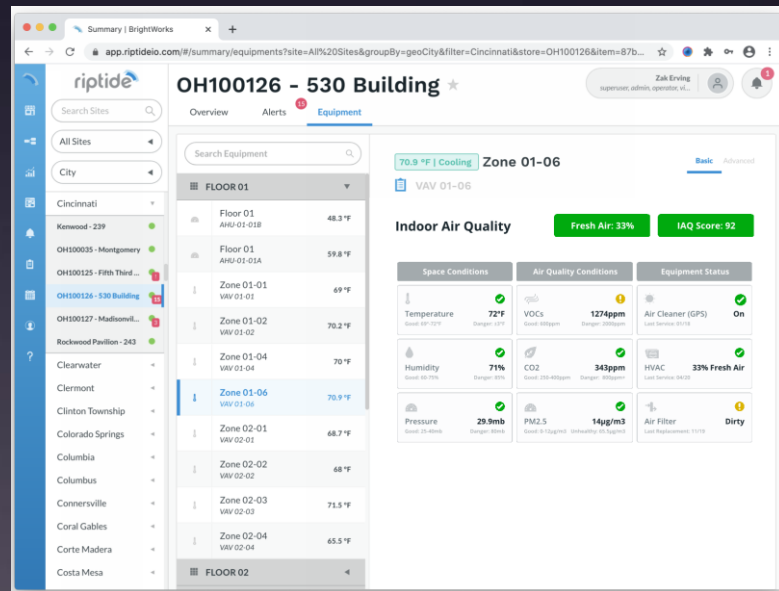 Summary | BrightWorks
app.riptideio.com/#/summary/equipments?site=All%20Sites&groupBy=geoCity&filter=Cincinnati&store=OH100126&item=87b...
riptide
Search Sites
All Sites
City
Cincinnati
Kenwood - 239
OH100035 - Montgomery
OH100125 - Fifth Third ...
OH100126 - 530 Building
OH100127 - Madisonvil...
Rockwood Pavilion - 243
Clearwater
Clermont
Clinton Township
Colorado Springs
Columbia
Columbus
Connersville
Coral Gables
Corte Madera
Costa Mesa
OH100126 - 530 Building
Zak Erving
superuser, admin, operator, vi...
1
Overview
Alerts
15
Equipment
Search Equipment
FLOOR 01
Floor 01
AHU-01-01B
48.3 °F
Floor 01
AHU-01-01A
59.8 °F
Zone 01-01
VAV 01-01
69 °F
Zone 01-02
VAV 01-02
70.2 °F
Zone 01-04
VAV 01-04
70 °F
Zone 01-06
VAV 01-06
70.9 °F
Zone 02-01
VAV 02-01
68.7 °F
Zone 02-02
VAV 02-02
68 °F
Zone 02-03
VAV 02-03
71.5 °F
Zone 02-04
VAV 02-04
65.5 °F
FLOOR 02
70.9 °F | Cooling
Zone 01-06
VAV 01-06
Basic
Advanced
Indoor Air Quality
Fresh Air: 33%
IAQ Score: 92
Space Conditions
Temperature 72°F
Humidity 71%
Pressure 29.9mb
Air Quality Conditions
VOCs 1274ppm
CO2 343ppm
PM2.5 14μg/m3
Equipment Status
Air Cleaner (GPS) On
HVAC 33% Fresh Air
Air Filter Dirty
Last Replacement: 11/19